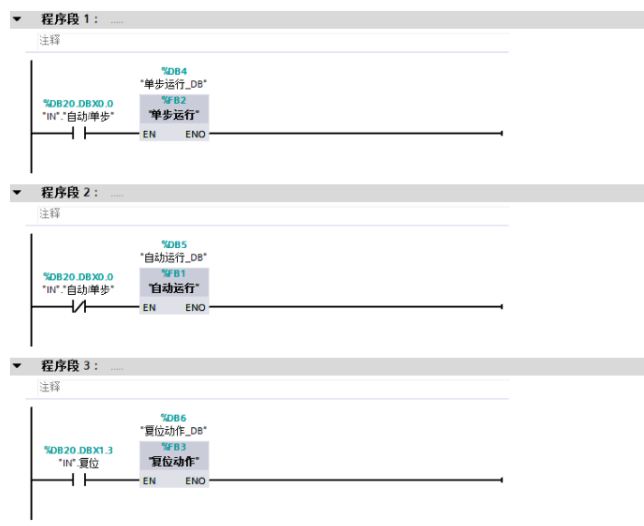 程序段 1： ....
注释
%DB4
"单步运行_DB"
%DB20.DBX0.0
%FB2
"IN"."自动/单步"
"单步运行"
EN ENO
程序段 2： ....
注释
%DB5
"自动运行_DB"
%DB20.DBX0.0
%FB1
"IN"."自动/单步"
"自动运行"
EN ENO
程序段 3： ....
注释
%DB6
"复位动作_DB"
%DB20.DBX1.3
%FB3
"IN".复位
"复位动作"
EN ENO